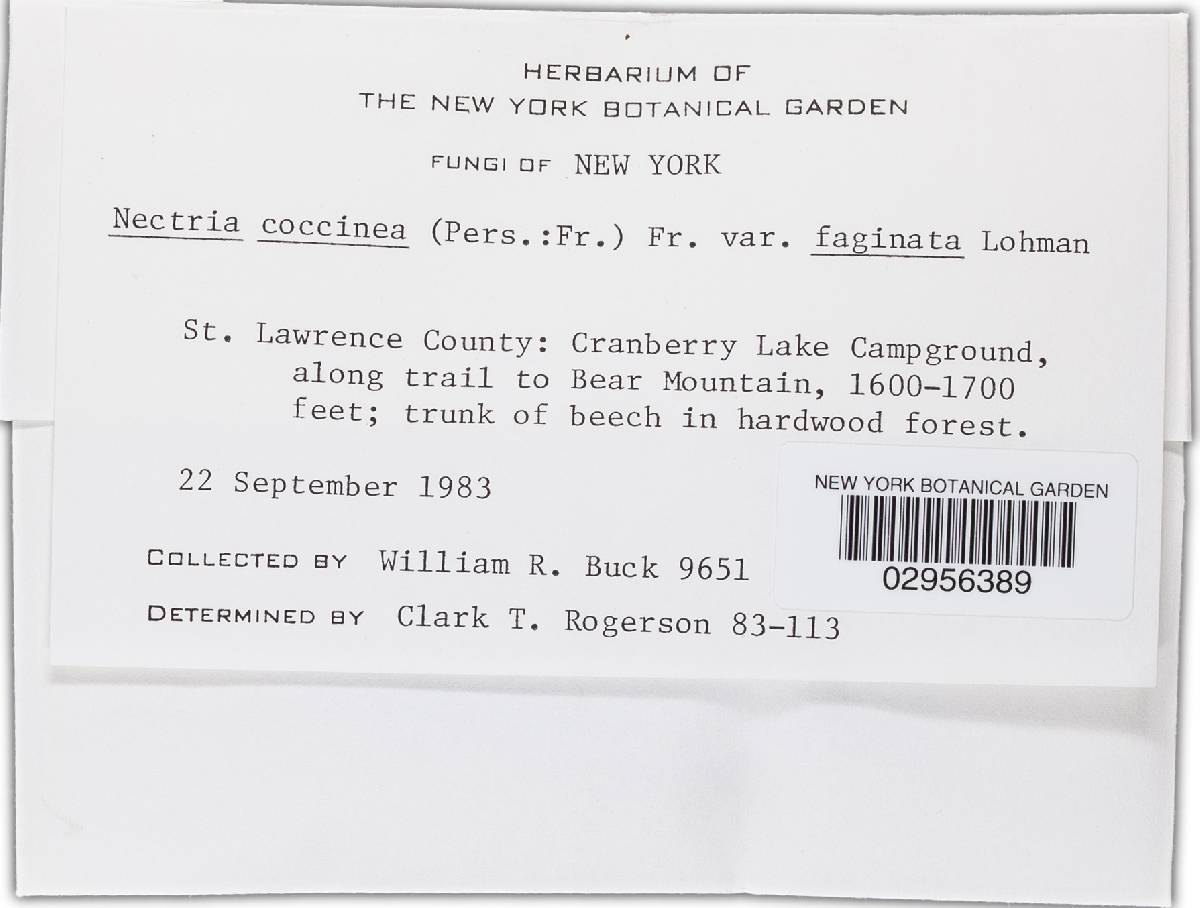 HERBARIUM OF
THE NEW YORK BOTANICAL GARDEN
FUNGI OF NEW YORK
Nectria coccinea (Pers.:Fr.) Fr. var. faginata Lohman
St. Lawrence County: Cranberry Lake Campground,
along trail to Bear Mountain, 1600-1700
feet; trunk of beech in hardwood forest.
22 September 1983
NEW YORK BOTANICAL GARDEN
02956389
COLLECTED BY William R. Buck 9651
DETERMINED BY Clark T. Rogerson 83-113